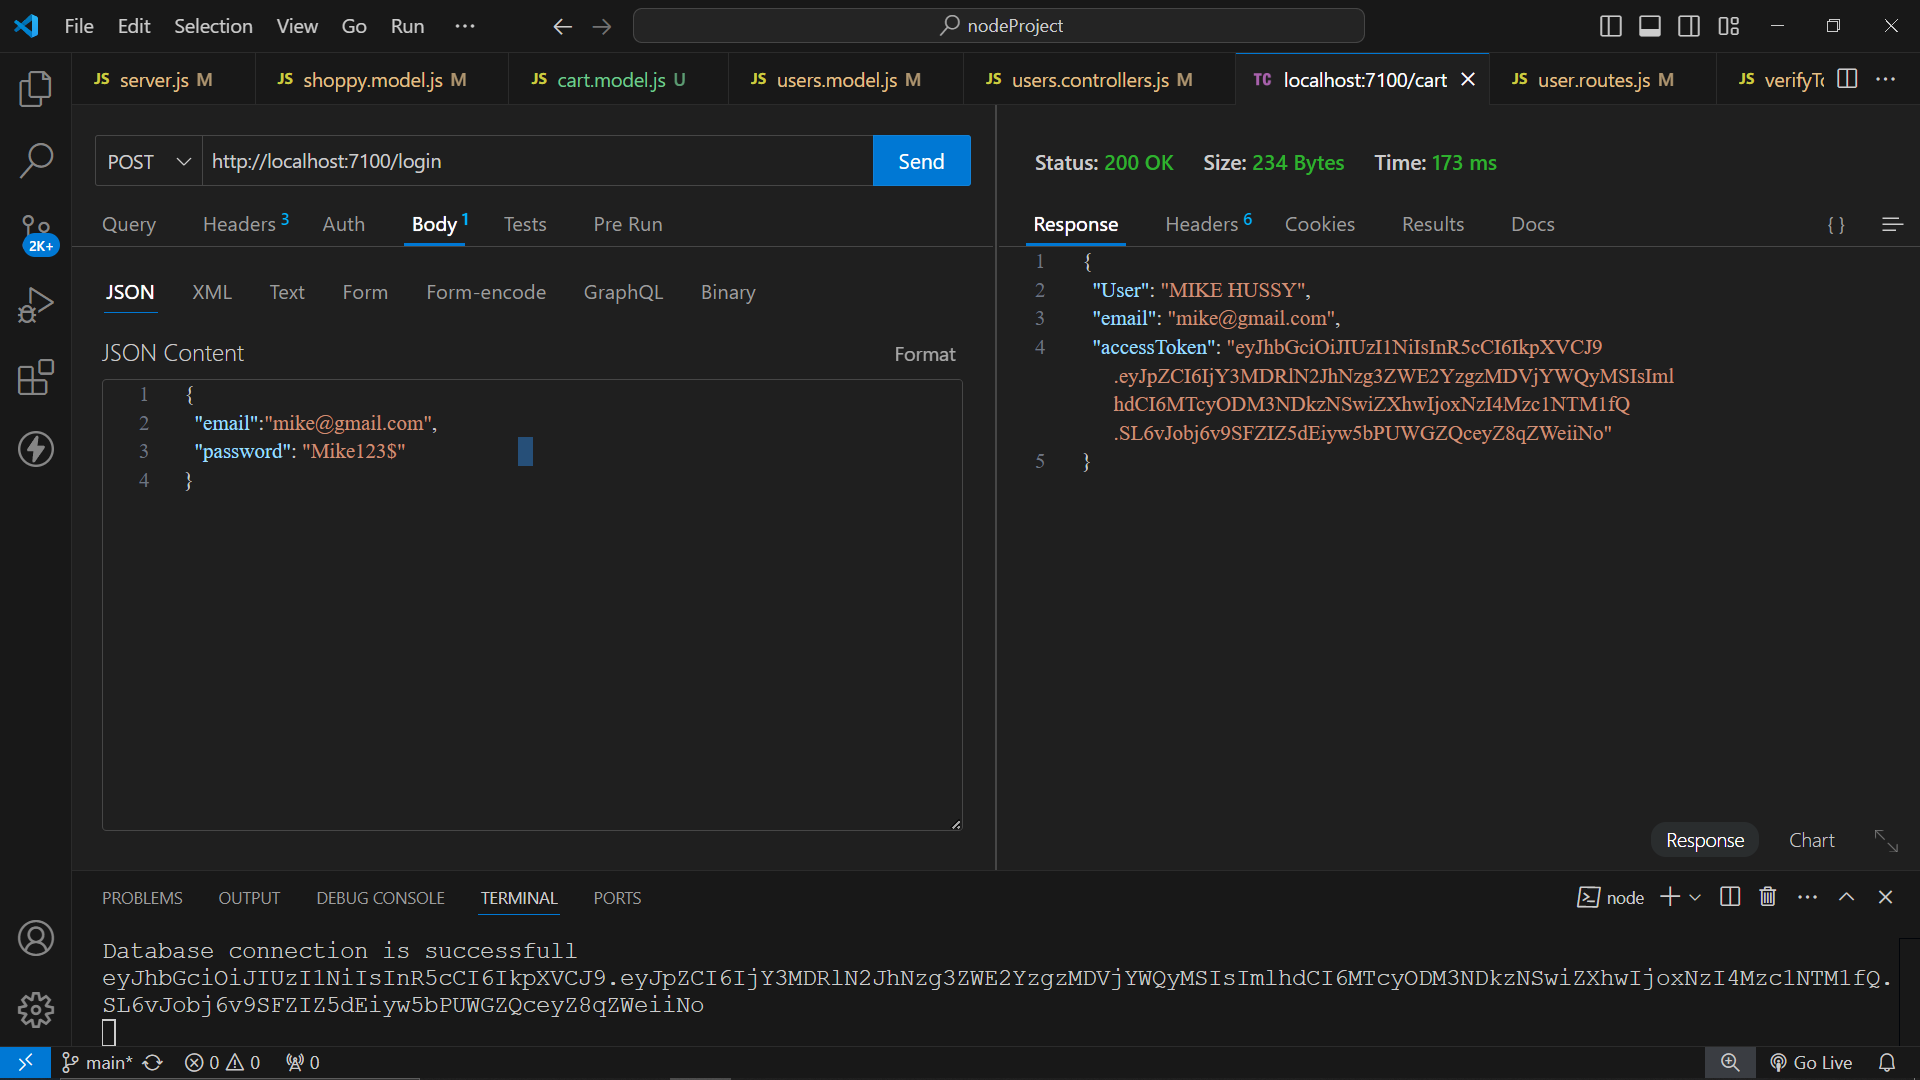 File Edit Selection View Go Run ··· nodeProject
JS server.js M JS shoppy.model.js M JS cart.model.js U JS users.model.js M JS users.controllers.js M TC localhost:7100/cart JS user.routes.js M JS verifyTo
POST http://localhost:7100/login Send
Query Headers 3 Auth Body 1 Tests Pre Run
JSON XML Text Form Form-encode GraphQL Binary
JSON Content Format
1 {
2 "email":"mike@gmail.com",
3 "password": "Mike123$"
4 }
Status: 200 OK Size: 234 Bytes Time: 173 ms
Response Headers 6 Cookies Results Docs { }
1 {
2 "User": "MIKE HUSSY",
3 "email": "mike@gmail.com",
4 "accessToken": "eyJhbGciOiJIUzI1NiIsInR5cCI6IkpXVCJ9
.eyJpZCI6IjY3MDRlN2JhNzg3ZWE2YzgzMDVjYWQyMSIsIml
hdCI6MTcyODM3NDkzNSwiZXhwIjoxNzI4Mzc1NTM1fQ
.SL6vJobj6v9SFZIZ5dEiyw5bPUWGZQceyZ8qZWeiiNo"
5 }
Response Chart
2K+
PROBLEMS OUTPUT DEBUG CONSOLE TERMINAL PORTS node
Database connection is successfull
eyJhbGciOiJIUzI1NiIsInR5cCI6IkpXVCJ9.eyJpZCI6IjY3MDRlN2JhNzg3ZWE2YzgzMDVjYWQyMSIsImlhdCI6MTcyODM3NDkzNSwiZXhwIjoxNzI4Mzc1NTM1fQ.
SL6vJobj6v9SFZIZ5dEiyw5bPUWGZQceyZ8qZWeiiNo
main* 0 0 0 Go Live